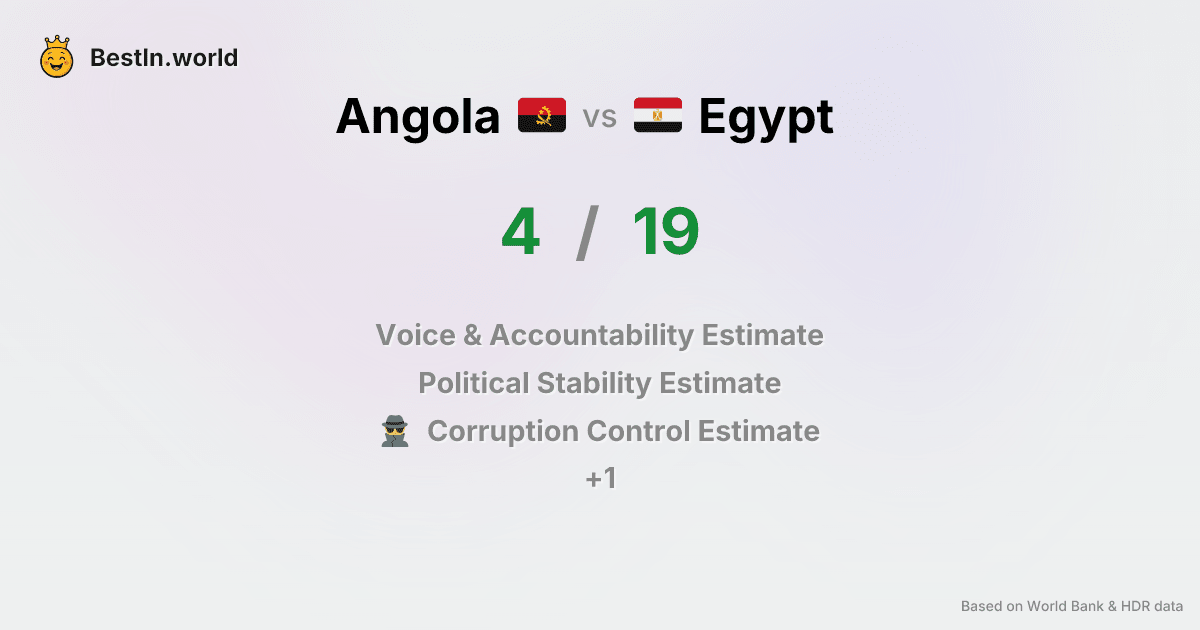 BestIn.world
Angola vs Egypt
4 / 19
Voice & Accountability Estimate
Political Stability Estimate
Corruption Control Estimate
+1
Based on World Bank & HDR data